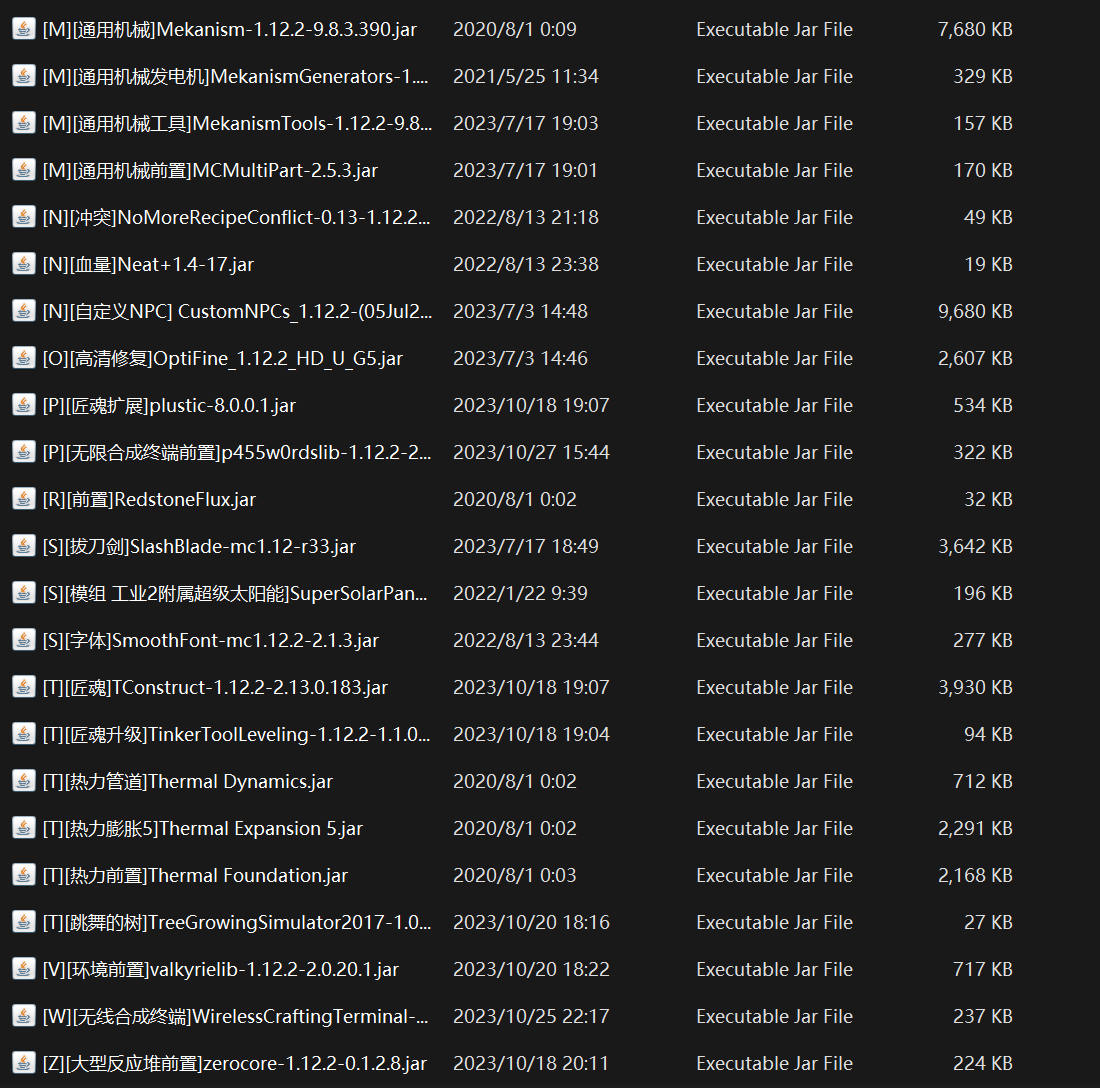 [M][通用机械]Mekanism-1.12.2-9.8.3.390.jar 2020/8/1 0:09 Executable Jar File 7,680 KB
[M][通用机械发电机]MekanismGenerators-1.... 2021/5/25 11:34 Executable Jar File 329 KB
[M][通用机械工具]MekanismTools-1.12.2-9.8... 2023/7/17 19:03 Executable Jar File 157 KB
[M][通用机械前置]MCMultiPart-2.5.3.jar 2023/7/17 19:01 Executable Jar File 170 KB
[N][冲突]NoMoreRecipeConflict-0.13-1.12.2... 2022/8/13 21:18 Executable Jar File 49 KB
[N][血量]Neat+1.4-17.jar 2022/8/13 23:38 Executable Jar File 19 KB
[N][自定义NPC] CustomNPCs_1.12.2-(05Jul2... 2023/7/3 14:48 Executable Jar File 9,680 KB
[O][高清修复]OptiFine_1.12.2_HD_U_G5.jar 2023/7/3 14:46 Executable Jar File 2,607 KB
[P][匠魂扩展]plustic-8.0.0.1.jar 2023/10/18 19:07 Executable Jar File 534 KB
[P][无限合成终端前置]p455w0rdslib-1.12.2-2... 2023/10/27 15:44 Executable Jar File 322 KB
[R][前置]RedstoneFlux.jar 2020/8/1 0:02 Executable Jar File 32 KB
[S][拔刀剑]SlashBlade-mc1.12-r33.jar 2023/7/17 18:49 Executable Jar File 3,642 KB
[S][模组 工业2附属超级太阳能]SuperSolarPan... 2022/1/22 9:39 Executable Jar File 196 KB
[S][字体]SmoothFont-mc1.12.2-2.1.3.jar 2022/8/13 23:44 Executable Jar File 277 KB
[T][匠魂]TConstruct-1.12.2-2.13.0.183.jar 2023/10/18 19:07 Executable Jar File 3,930 KB
[T][匠魂升级]TinkerToolLeveling-1.12.2-1.1.0... 2023/10/18 19:04 Executable Jar File 94 KB
[T][热力管道]Thermal Dynamics.jar 2020/8/1 0:02 Executable Jar File 712 KB
[T][热力膨胀5]Thermal Expansion 5.jar 2020/8/1 0:02 Executable Jar File 2,291 KB
[T][热力前置]Thermal Foundation.jar 2020/8/1 0:03 Executable Jar File 2,168 KB
[T][跳舞的树]TreeGrowingSimulator2017-1.0... 2023/10/20 18:16 Executable Jar File 27 KB
[V][环境前置]valkyrielib-1.12.2-2.0.20.1.jar 2023/10/20 18:22 Executable Jar File 717 KB
[W][无线合成终端]WirelessCraftingTerminal-... 2023/10/25 22:17 Executable Jar File 237 KB
[Z][大型反应堆前置]zerocore-1.12.2-0.1.2.8.jar 2023/10/18 20:11 Executable Jar File 224 KB